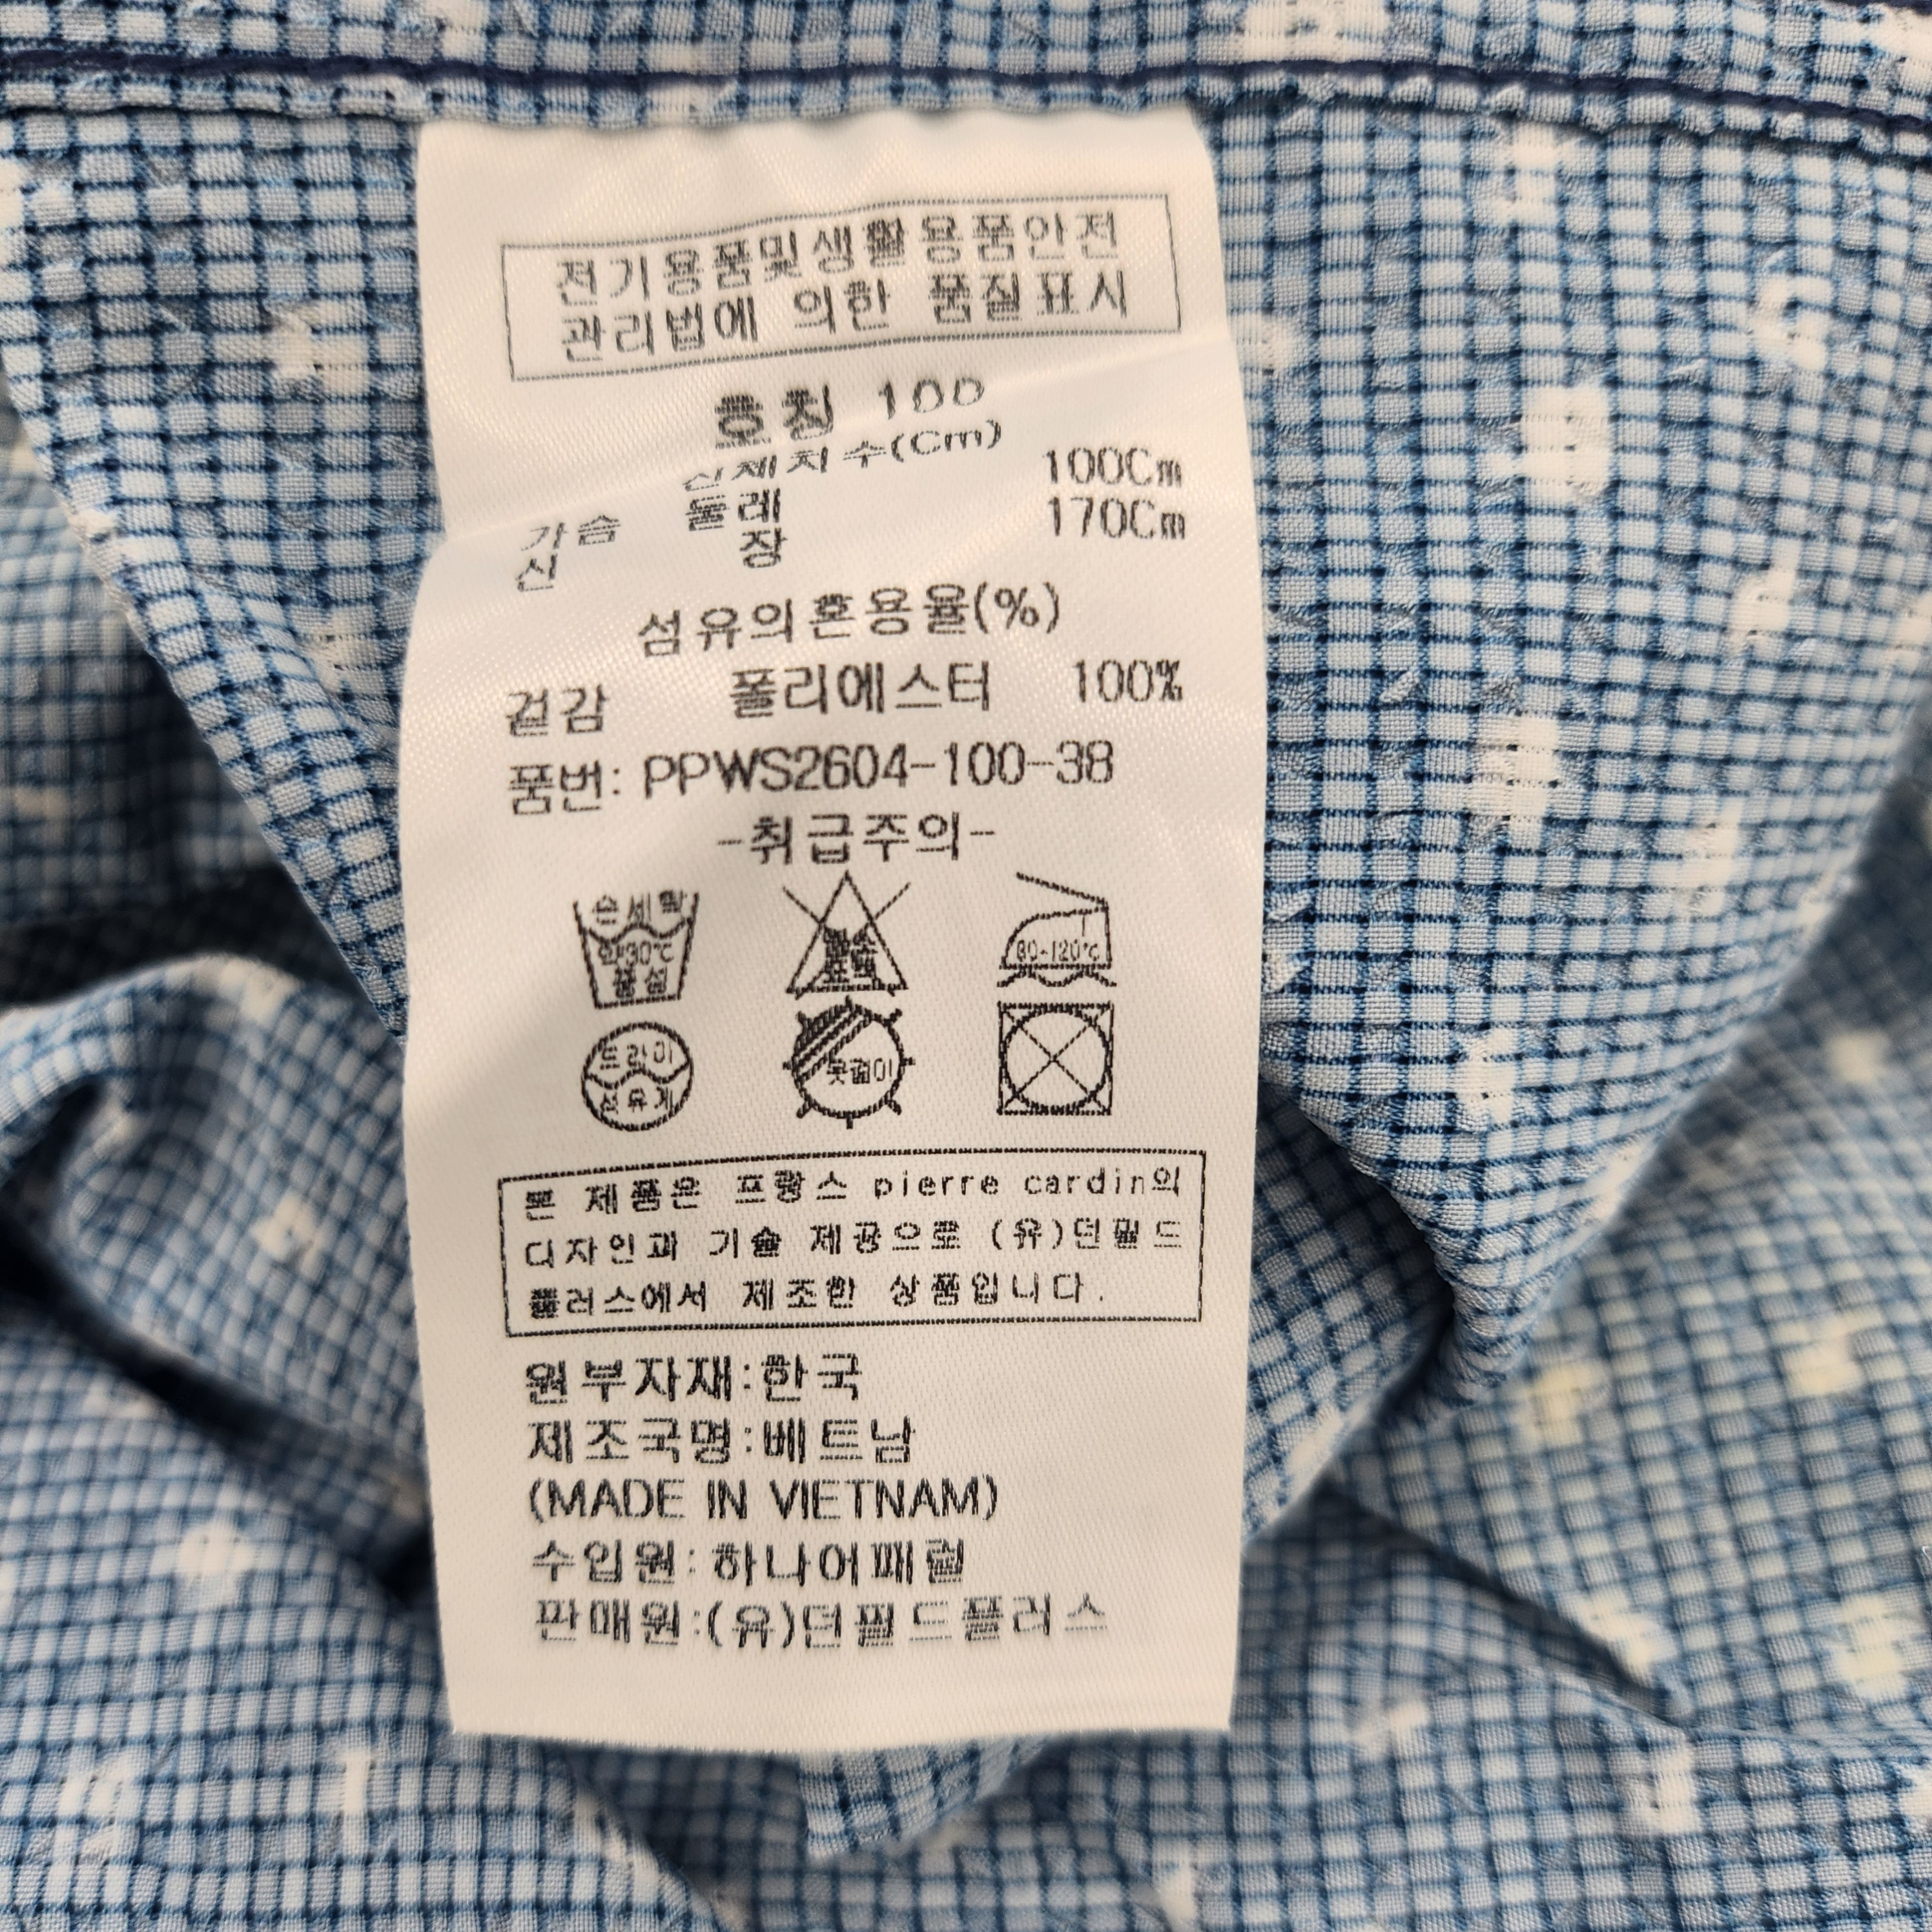 전기용품및생활용품안전
관리법에 의한 품질표시
호칭 100
신체치수(Cm)
가슴 둘레 100Cm
신 장 170Cm
섬유의혼용율(%)
겉감 폴리에스터 100%
품번: PPWS2604-100-38
-취급주의-
손세탁
약30℃
중성
염소
표백
80-120℃
드라이
석유계
옷걸이
본 제품은 프랑스 pierre cardin의
디자인과 기술 제공으로 (유)던필드
플러스에서 제조한 상품입니다.
원부자재:한국
제조국명:베트남
(MADE IN VIETNAM)
수입원:하나어패럴
판매원:(유)던필드플러스